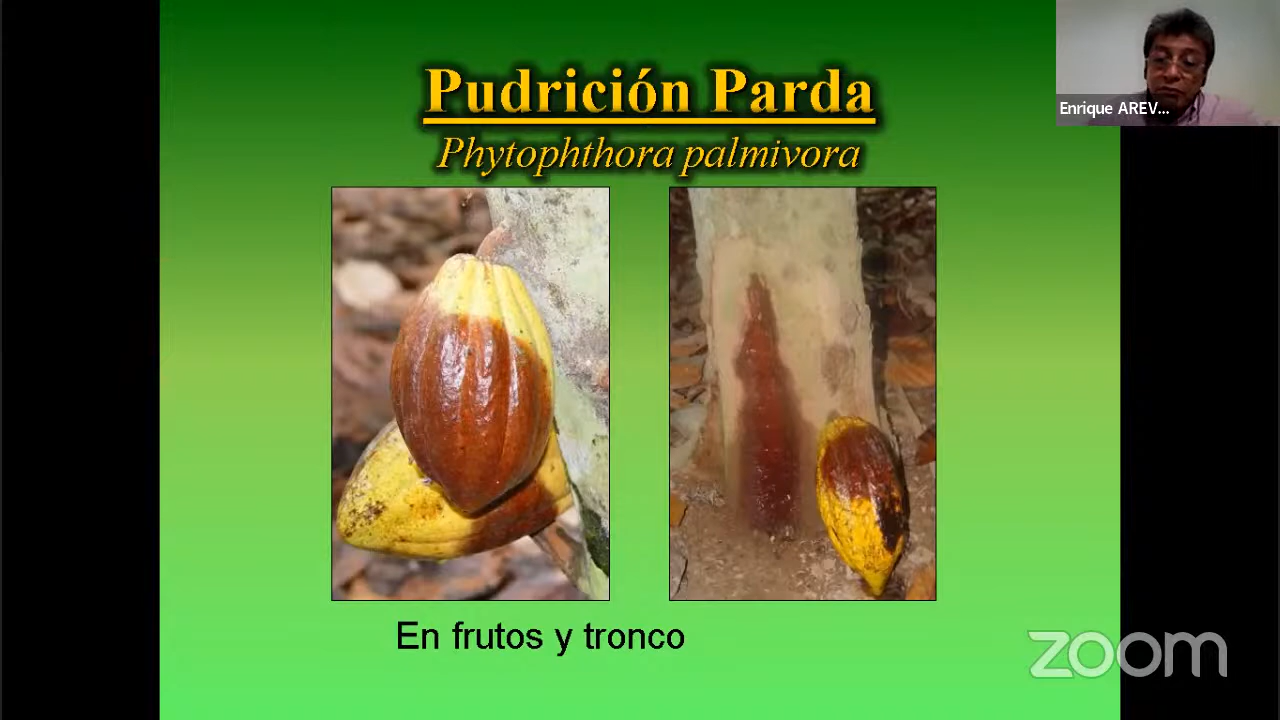 Pudrición Parda
Phytophthora palmivora
Enrique AREV...
En frutos y tronco
zoom